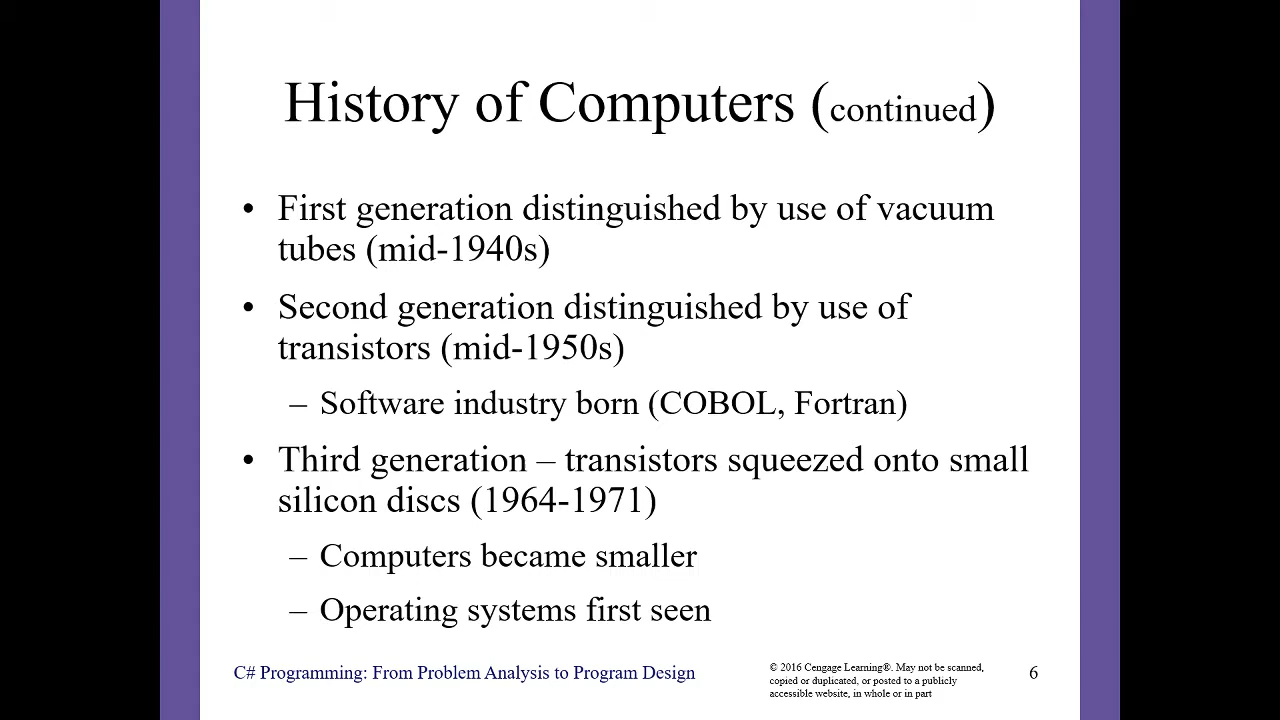 History of Computers (continued)
• First generation distinguished by use of vacuum
tubes (mid-1940s)
• Second generation distinguished by use of
transistors (mid-1950s)
– Software industry born (COBOL, Fortran)
• Third generation – transistors squeezed onto small
silicon discs (1964-1971)
– Computers became smaller
– Operating systems first seen
C# Programming: From Problem Analysis to Program Design
© 2016 Cengage Learning®. May not be scanned,
copied or duplicated, or posted to a publicly
accessible website, in whole or in part
6